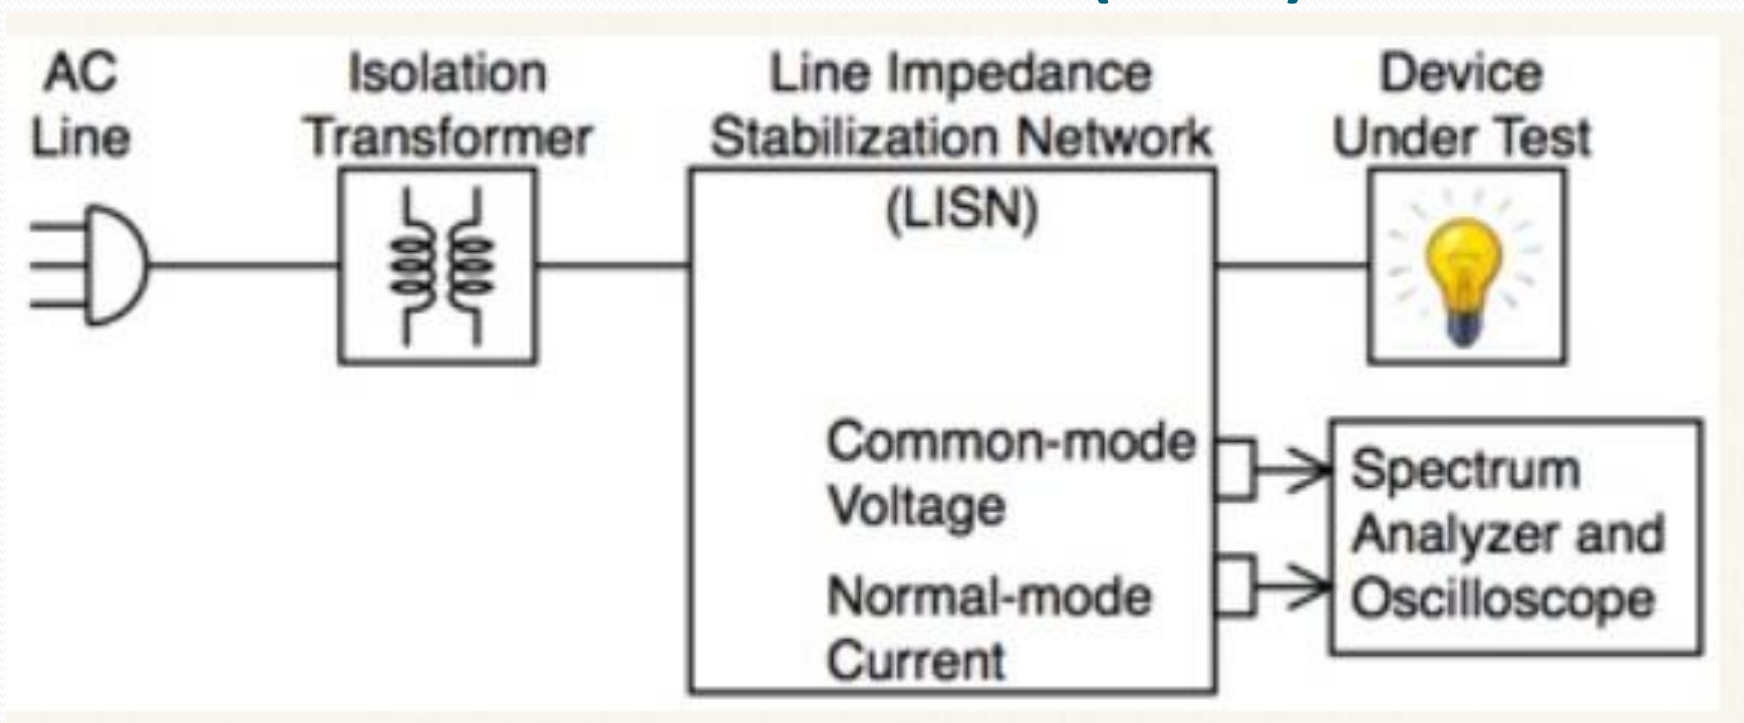 AC
Line
Isolation
Transformer
Line Impedance
Stabilization Network
(LISN)
Device
Under Test
Common-mode
Voltage
Normal-mode
Current
Spectrum
Analyzer and
Oscilloscope